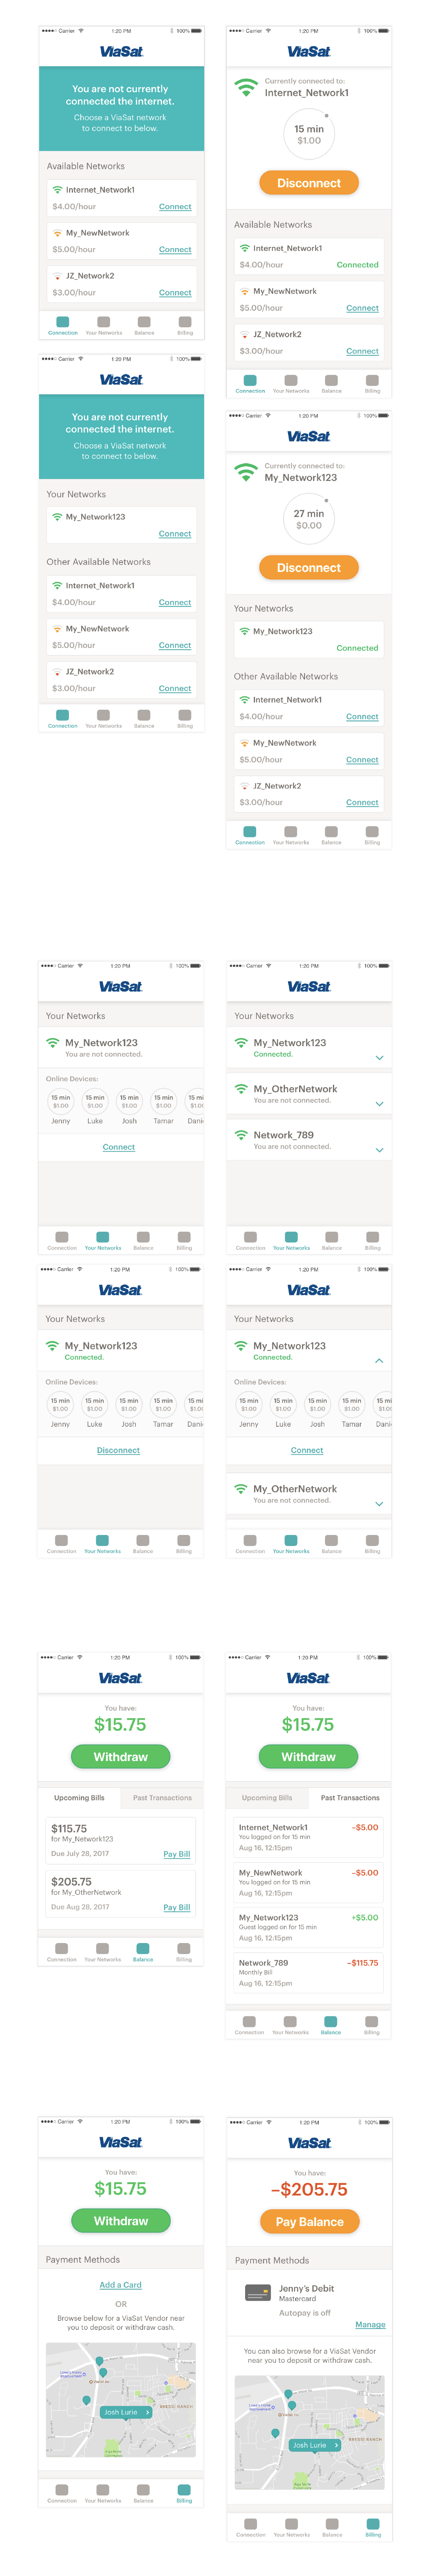 Carrier 1:20 PM 100%
ViaSat
You are not currently
connected the internet.
Choose a ViaSat network
to connect to below.
Available Networks
Internet_Network1
$4.00/hour Connect
My_NewNetwork
$5.00/hour Connect
JZ_Network2
$3.00/hour Connect
Connection Your Networks Balance Billing
Carrier 1:20 PM 100%
ViaSat
Currently connected to:
Internet_Network1
15 min
$1.00
Disconnect
Available Networks
Internet_Network1
$4.00/hour Connected
My_NewNetwork
$5.00/hour Connect
JZ_Network2
$3.00/hour Connect
Connection Your Networks Balance Billing
Carrier 1:20 PM 100%
ViaSat
You are not currently
connected the internet.
Choose a ViaSat network
to connect to below.
Your Networks
My_Network123
Connect
Other Available Networks
Internet_Network1
$4.00/hour Connect
My_NewNetwork
$5.00/hour Connect
JZ_Network2
$3.00/hour Connect
Connection Your Networks Balance Billing
Carrier 1:20 PM 100%
ViaSat
Currently connected to:
My_Network123
27 min
$0.00
Disconnect
Your Networks
My_Network123
Connected
Other Available Networks
Internet_Network1
$4.00/hour Connect
My_NewNetwork
$5.00/hour Connect
JZ_Network2
$3.00/hour Connect
Connection Your Networks Balance Billing
Carrier 1:20 PM 100%
ViaSat
Your Networks
My_Network123
You are not connected.
Online Devices:
15 min 15 min 15 min 15 min 15 mi
$1.00 $1.00 $1.00 $1.00 $1.0
Jenny Luke Josh Tamar Dani
Connect
Connection Your Networks Balance Billing
Carrier 1:20 PM 100%
ViaSat
Your Networks
My_Network123
Connected.
My_OtherNetwork
You are not connected.
Network_789
You are not connected.
Connection Your Networks Balance Billing
Carrier 1:20 PM 100%
ViaSat
Your Networks
My_Network123
Connected.
Online Devices:
15 min 15 min 15 min 15 min 15 mi
$1.00 $1.00 $1.00 $1.00 $1.0
Jenny Luke Josh Tamar Dani
Disconnect
Connection Your Networks Balance Billing
Carrier 1:20 PM 100%
ViaSat
Your Networks
My_Network123
Connected.
Online Devices:
15 min 15 min 15 min 15 min 15 mi
$1.00 $1.00 $1.00 $1.00 $1.0
Jenny Luke Josh Tamar Dani
Connect
My_OtherNetwork
You are not connected.
Connection Your Networks Balance Billing
Carrier 1:20 PM 100%
ViaSat
You have:
$15.75
Withdraw
Upcoming Bills Past Transactions
$115.75
for My_Network123
Due July 28, 2017 Pay Bill
$205.75
for My_OtherNetwork
Due Aug 28, 2017 Pay Bill
Connection Your Networks Balance Billing
Carrier 1:20 PM 100%
ViaSat
You have:
$15.75
Withdraw
Upcoming Bills Past Transactions
Internet_Network1 -$5.00
You logged on for 15 min
Aug 16, 12:15pm
My_NewNetwork -$5.00
You logged on for 15 min
Aug 16, 12:15pm
My_Network123 +$5.00
Guest logged on for 15 min
Aug 16, 12:15pm
Network_789 -$115.75
Monthly Bill
Aug 16, 12:15pm
Connection Your Networks Balance Billing
Carrier 1:20 PM 100%
ViaSat
You have:
$15.75
Withdraw
Payment Methods
Add a Card
OR
Browse below for a ViaSat Vendor near
you to deposit or withdraw cash.
Josh Lurie
BRESSI RANCH
Connection Your Networks Balance Billing
Carrier 1:20 PM 100%
ViaSat
You have:
-$205.75
Pay Balance
Payment Methods
Jenny's Debit
Mastercard
Autopay is off
Manage
You can also browse for a ViaSat Vendor
near you to deposit or withdraw cash.
Josh Lurie
BRESSI RANCH
Connection Your Networks Balance Billing